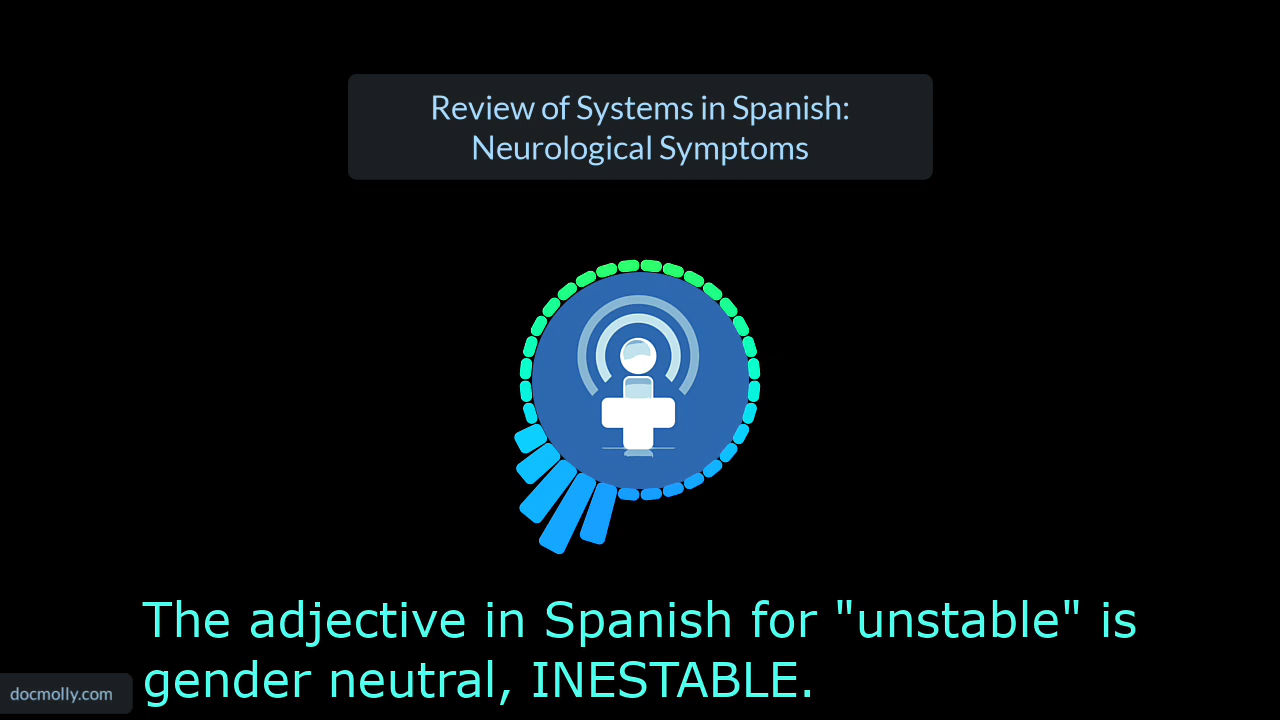 Review of Systems in Spanish:
Neurological Symptoms
The adjective in Spanish for "unstable" is
gender neutral, INESTABLE.
docmolly.com